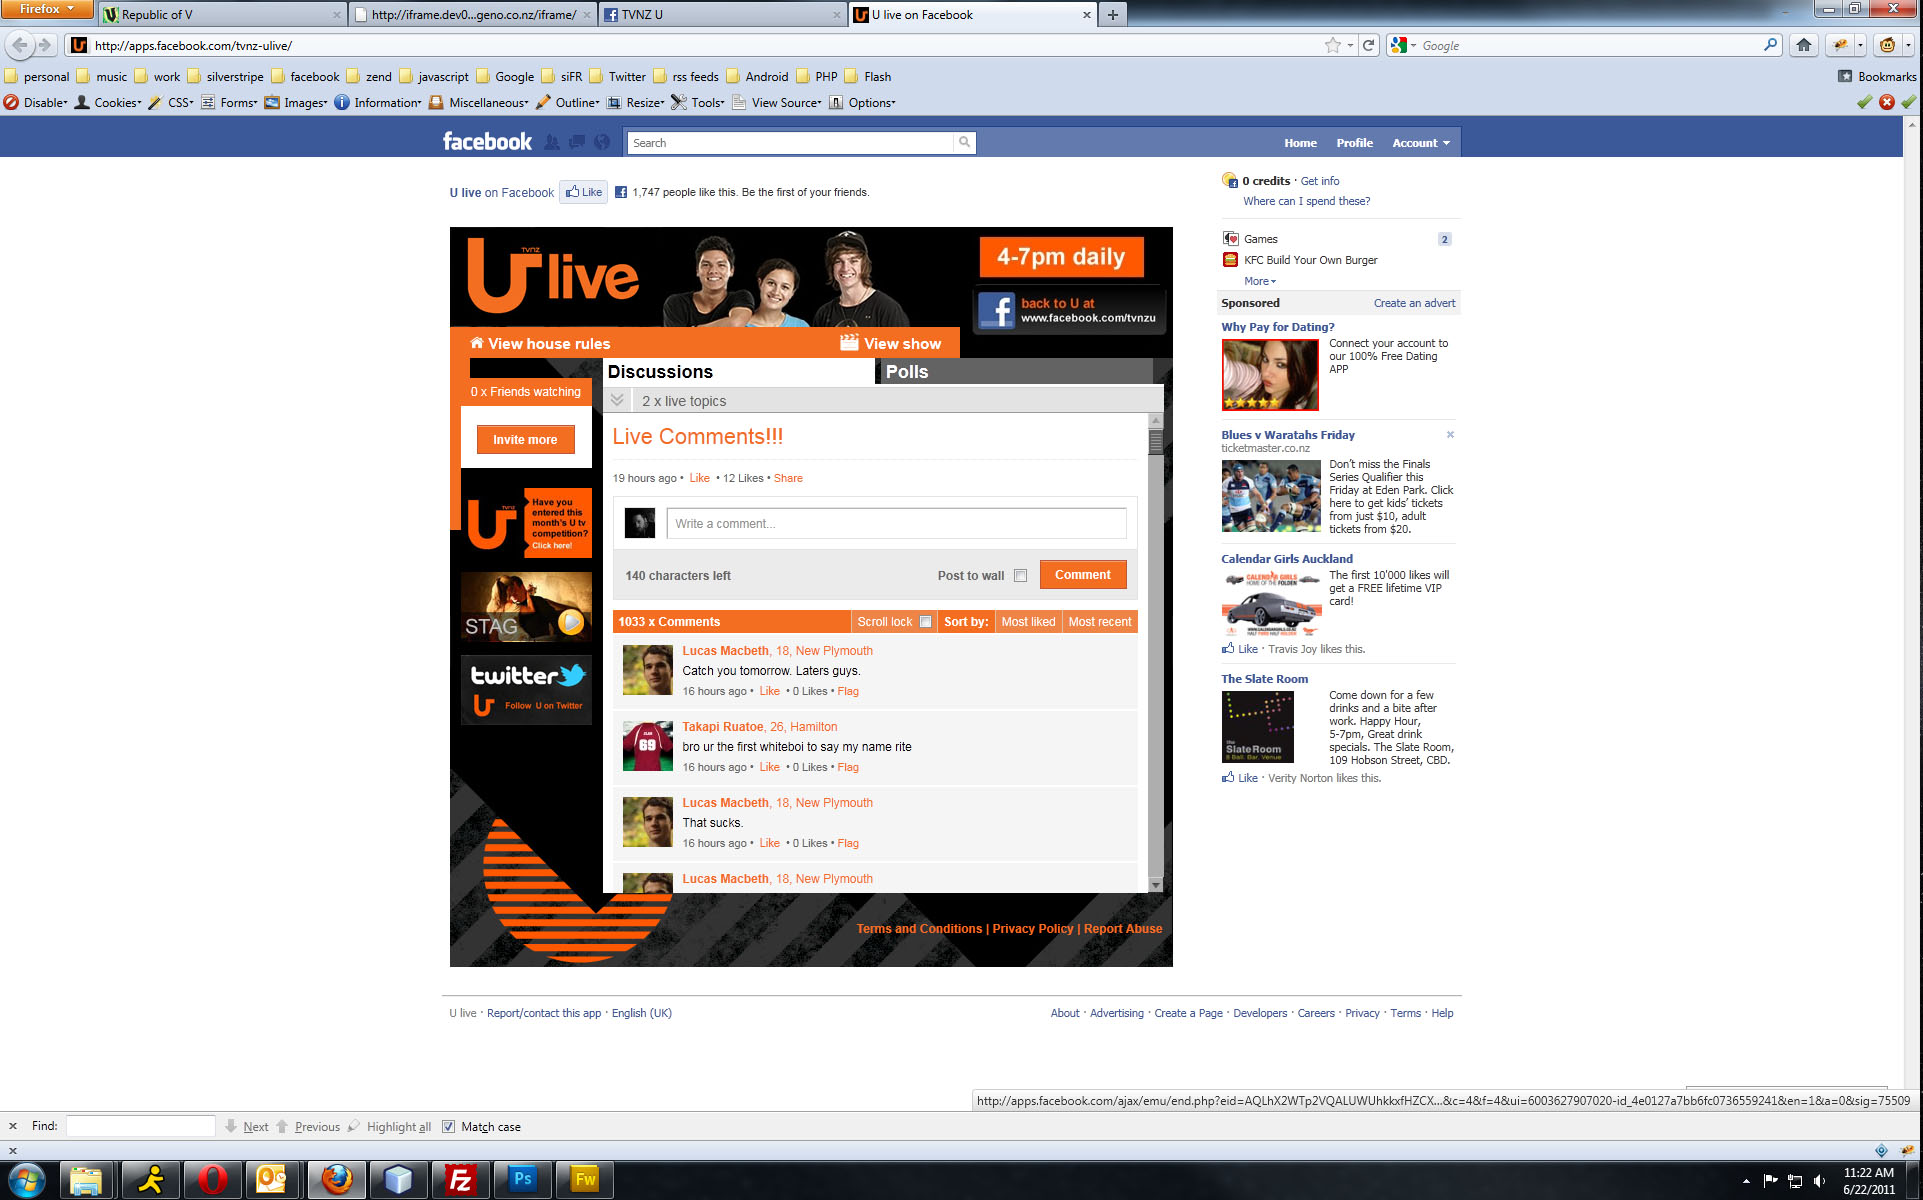 Firefox
Republic of V
http://iframe.dev0...geno.co.nz/iframe/
TVNZ U
U live on Facebook
http://apps.facebook.com/tvnz-ulive/
Google
personal music work silverstripe facebook zend javascript Google siFR Twitter rss feeds Android PHP Flash
Bookmarks
Disable Cookies CSS Forms Images Information Miscellaneous Outline Resize Tools View Source Options
facebook
Search
Home Profile Account
U live on Facebook Like 1,747 people like this. Be the first of your friends.
TVNZ
U live
4-7pm daily
back to U at
www.facebook.com/tvnzu
View house rules
View show
Discussions
Polls
0 x Friends watching
2 x live topics
Invite more
Live Comments!!!
19 hours ago • Like • 12 Likes • Share
TVNZ
U
Have you
entered this
month's U tv
competition?
Click here!
Write a comment...
140 characters left
Post to wall
Comment
STAG
1033 x Comments
Scroll lock
Sort by:
Most liked
Most recent
twitter
Follow U on Twitter
Lucas Macbeth, 18, New Plymouth
Catch you tomorrow. Laters guys.
16 hours ago • Like • 0 Likes • Flag
69
Takapi Ruatoe, 26, Hamilton
bro ur the first whiteboi to say my name rite
16 hours ago • Like • 0 Likes • Flag
Lucas Macbeth, 18, New Plymouth
That sucks.
16 hours ago • Like • 0 Likes • Flag
Lucas Macbeth, 18, New Plymouth
Terms and Conditions | Privacy Policy | Report Abuse
0 credits · Get info
Where can I spend these?
Games
2
KFC Build Your Own Burger
More
Sponsored
Create an advert
Why Pay for Dating?
Connect your account to
our 100% Free Dating
APP
Blues v Waratahs Friday
ticketmaster.co.nz
Don't miss the Finals
Series Qualifier this
Friday at Eden Park. Click
here to get kids' tickets
from just $10, adult
tickets from $20.
Calendar Girls Auckland
CALENDAR GIRLS
The first 10'000 likes will
get a FREE lifetime VIP
card!
Like · Travis Joy likes this.
The Slate Room
the
SlateRoom
8 Ball. Bar. Venue
Come down for a few
drinks and a bite after
work. Happy Hour,
5-7pm, Great drink
specials. The Slate Room,
109 Hobson Street, CBD.
Like · Verity Norton likes this.
U live · Report/contact this app · English (UK)
About · Advertising · Create a Page · Developers · Careers · Privacy · Terms · Help
http://apps.facebook.com/ajax/emu/end.php?eid=AQLhX2WTp2VQALUWUhkkxfHZCX...&c=4&f=4&ui=6003627907020-id_4e0127a7bb6fc0736559241&en=1&a=0&sig=75509
Find:
Next Previous Highlight all Match case
Fz Ps Fw
11:22 AM
6/22/2011